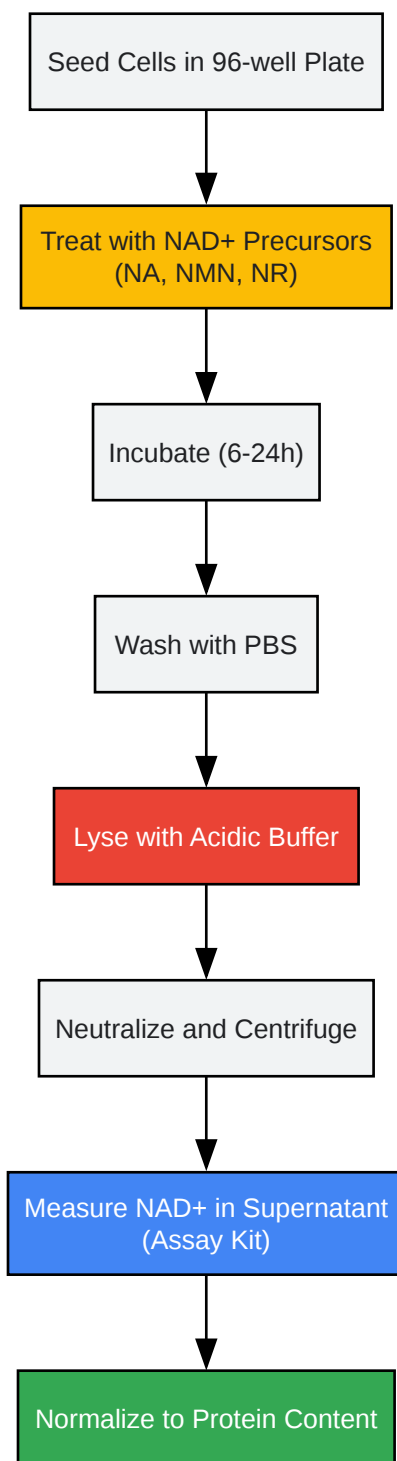 Seed Cells in 96-well Plate
Treat with NAD+ Precursors
(NA, NMN, NR)
Incubate (6-24h)
Wash with PBS
Lyse with Acidic Buffer
Neutralize and Centrifuge
Measure NAD+ in Supernatant
(Assay Kit)
Normalize to Protein Content